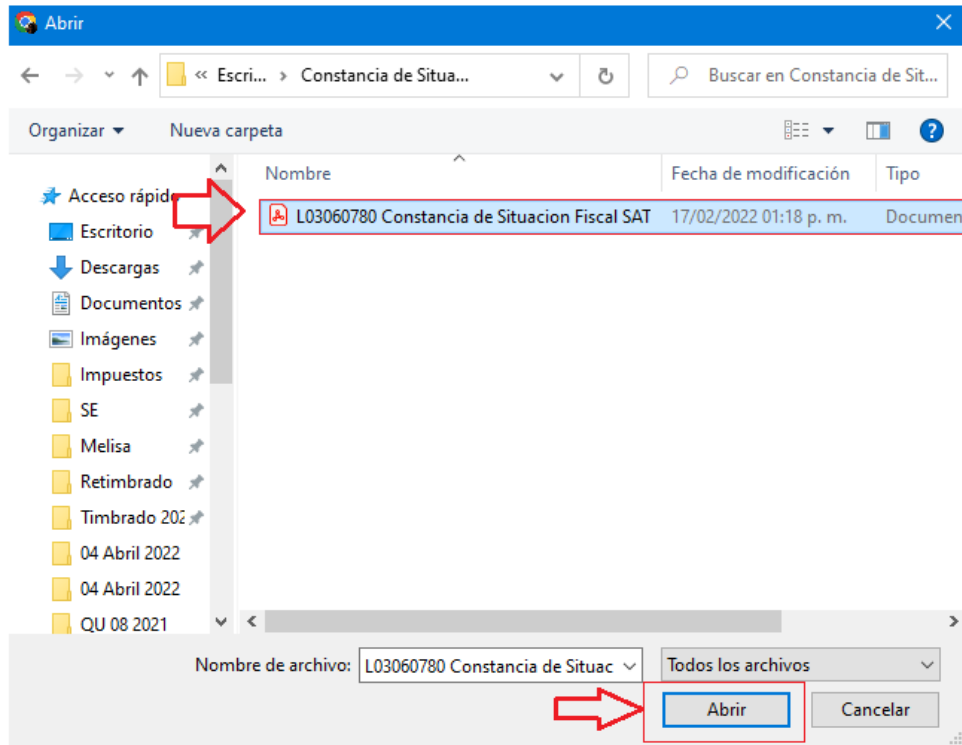 Abrir
« Escri... › Constancia de Situa...
Buscar en Constancia de Sit...
Organizar
Nueva carpeta
Nombre
Fecha de modificación
Tipo
Acceso rápido
Escritorio
Descargas
Documentos
Imágenes
Impuestos
SE
Melisa
Retimbrado
Timbrado 202
04 Abril 2022
04 Abril 2022
QU 08 2021
L03060780 Constancia de Situacion Fiscal SAT
17/02/2022 01:18 p. m.
Documen
Nombre de archivo:
L03060780 Constancia de Situac
Todos los archivos
Abrir
Cancelar